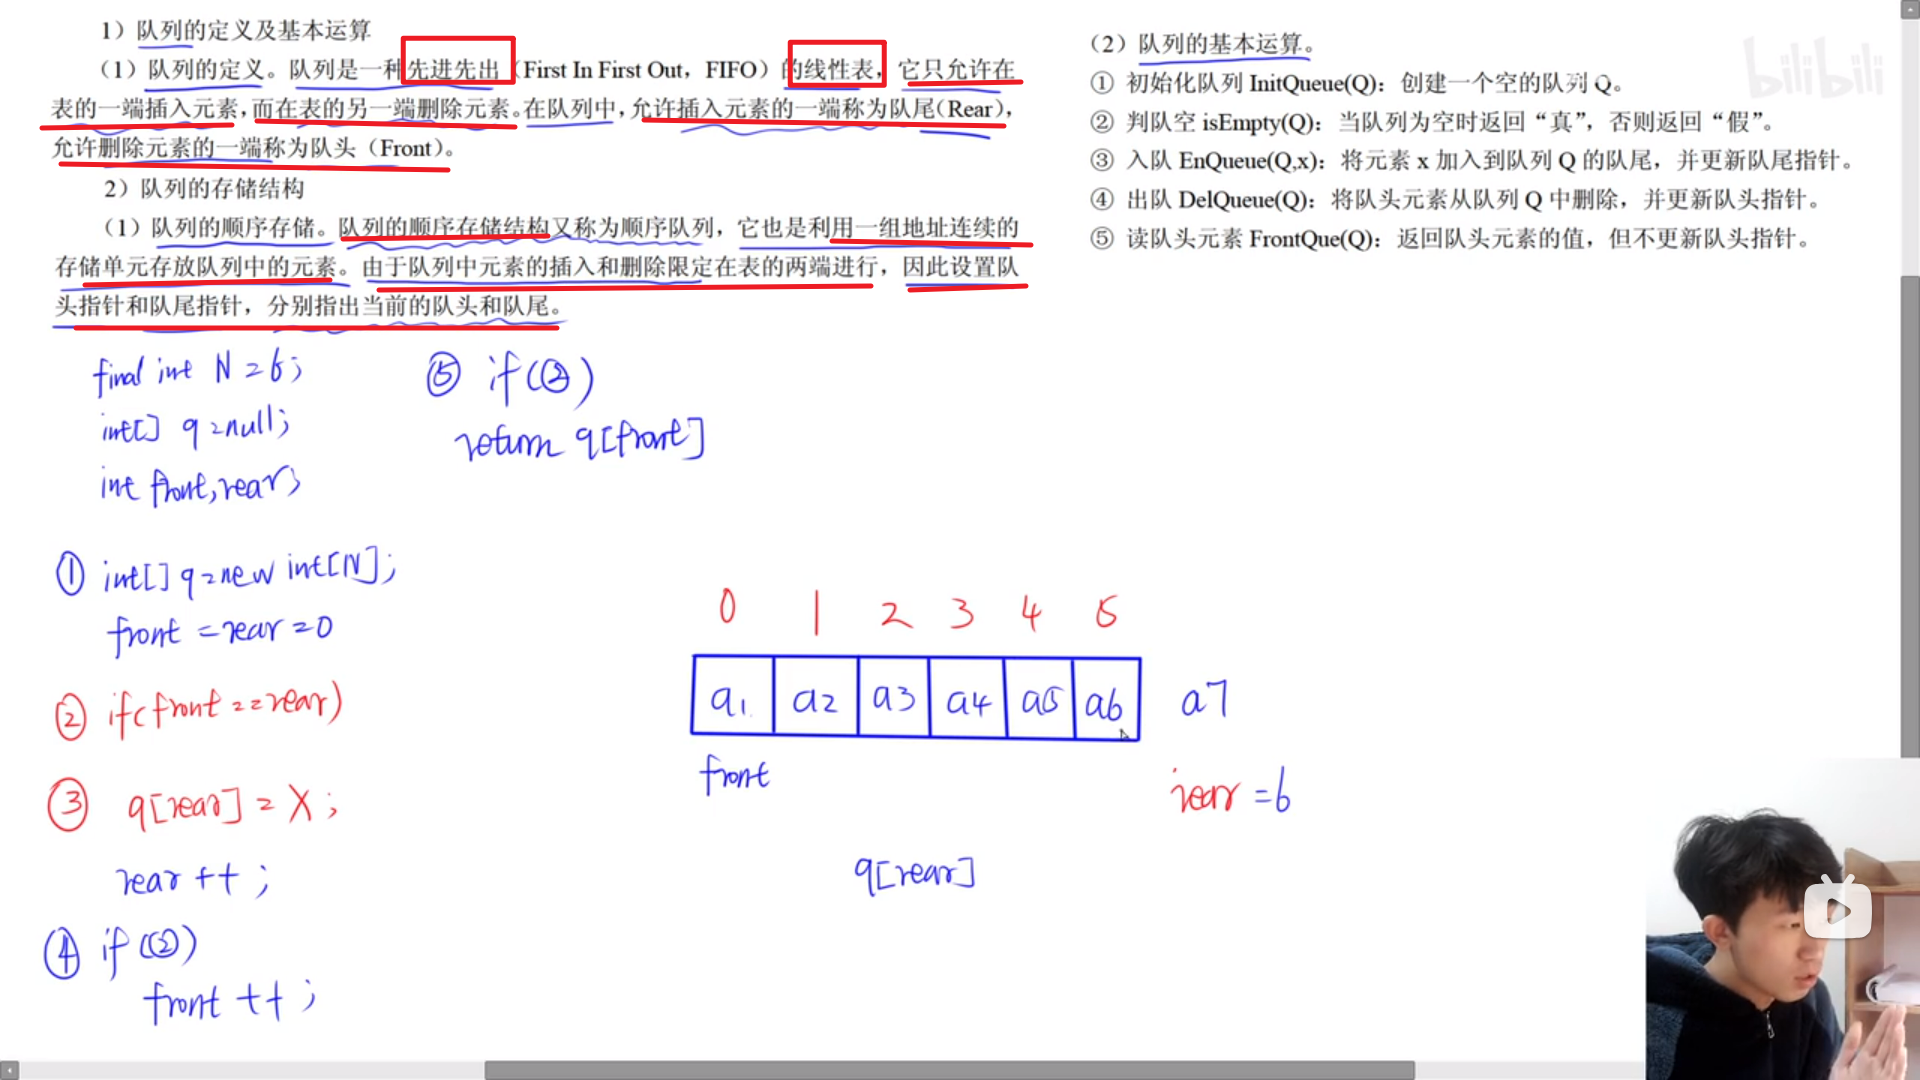 1）队列的定义及基本运算
（1）队列的定义。队列是一种先进先出（First In First Out，FIFO）的线性表，它只允许在
表的一端插入元素，而在表的另一端删除元素。在队列中，允许插入元素的一端称为队尾（Rear），
允许删除元素的一端称为队头（Front）。
2）队列的存储结构
（1）队列的顺序存储。队列的顺序存储结构又称为顺序队列，它也是利用一组地址连续的
存储单元存放队列中的元素。由于队列中元素的插入和删除限定在表的两端进行，因此设置队
头指针和队尾指针，分别指出当前的队头和队尾。
final int N=6;
int[] q=null;
int front,rear;
① int[] q=new int[N];
front =rear=0
② if(front==rear)
③ q[rear]=X;
rear++;
④ if(②)
front++;
⑤ if(②)
return q[front]
0 1 2 3 4 5
a1 a2 a3 a4 a5 a6 a7
front
rear=6
q[rear]
（2）队列的基本运算。
① 初始化队列 InitQueue(Q)：创建一个空的队列 Q。
② 判队空 isEmpty(Q)：当队列为空时返回“真”，否则返回“假”。
③ 入队 EnQueue(Q,x)：将元素 x 加入到队列 Q 的队尾，并更新队尾指针。
④ 出队 DelQueue(Q)：将队头元素从队列 Q 中删除，并更新队头指针。
⑤ 读队头元素 FrontQue(Q)：返回队头元素的值，但不更新队头指针。
bilibili